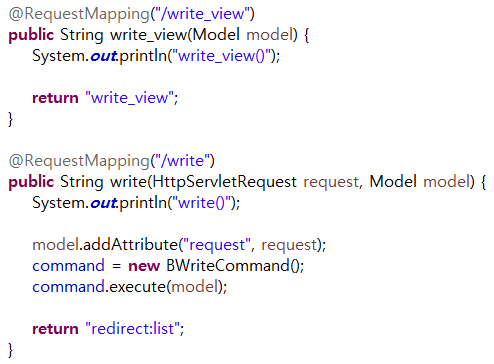 @RequestMapping("/write_view")
public String write_view(Model model) {
System.out.println("write_view()");
return "write_view";
}
@RequestMapping("/write")
public String write(HttpServletRequest request, Model model) {
System.out.println("write()");
model.addAttribute("request", request);
command = new BWriteCommand();
command.execute(model);
return "redirect:list";
}